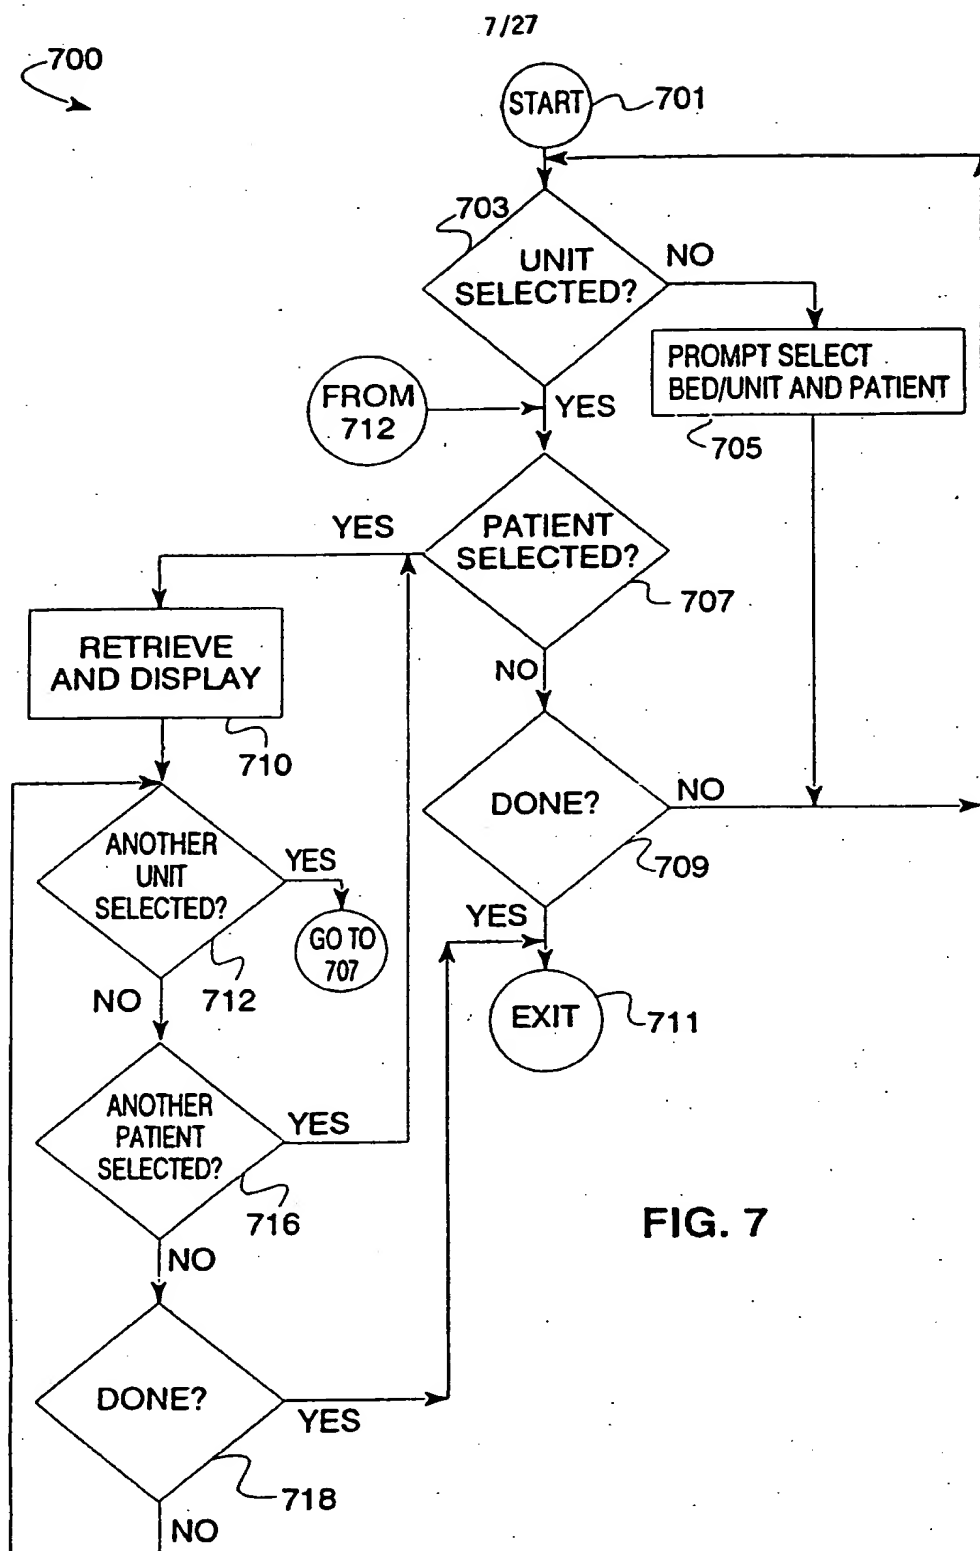 7/27
700
START
701
703
UNIT
SELECTED?
NO
PROMPT SELECT
BED/UNIT AND PATIENT
705
FROM
712
YES
PATIENT
SELECTED?
YES
707
RETRIEVE
AND DISPLAY
710
NO
DONE?
NO
709
ANOTHER
UNIT
SELECTED?
YES
GO TO
707
712
NO
YES
EXIT
711
ANOTHER
PATIENT
SELECTED?
YES
716
NO
FIG. 7
DONE?
YES
718
NO